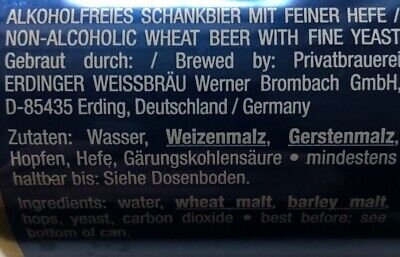 ALKOHOLFREIES SCHANKBIER MIT FEINER HEFE /
NON-ALCOHOLIC WHEAT BEER WITH FINE YEAST
Gebraut durch: / Brewed by: Privatbrauerei
ERDINGER WEISSBRÄU Werner Brombach GmbH,
D-85435 Erding, Deutschland / Germany
Zutaten: Wasser, Weizenmalz, Gerstenmalz,
Hopfen, Hefe, Gärungskohlensäure • mindestens
haltbar bis: Siehe Dosenboden.
Ingredients: water, wheat malt, barley malt,
hops, yeast, carbon dioxide • best before: see
bottom of can.